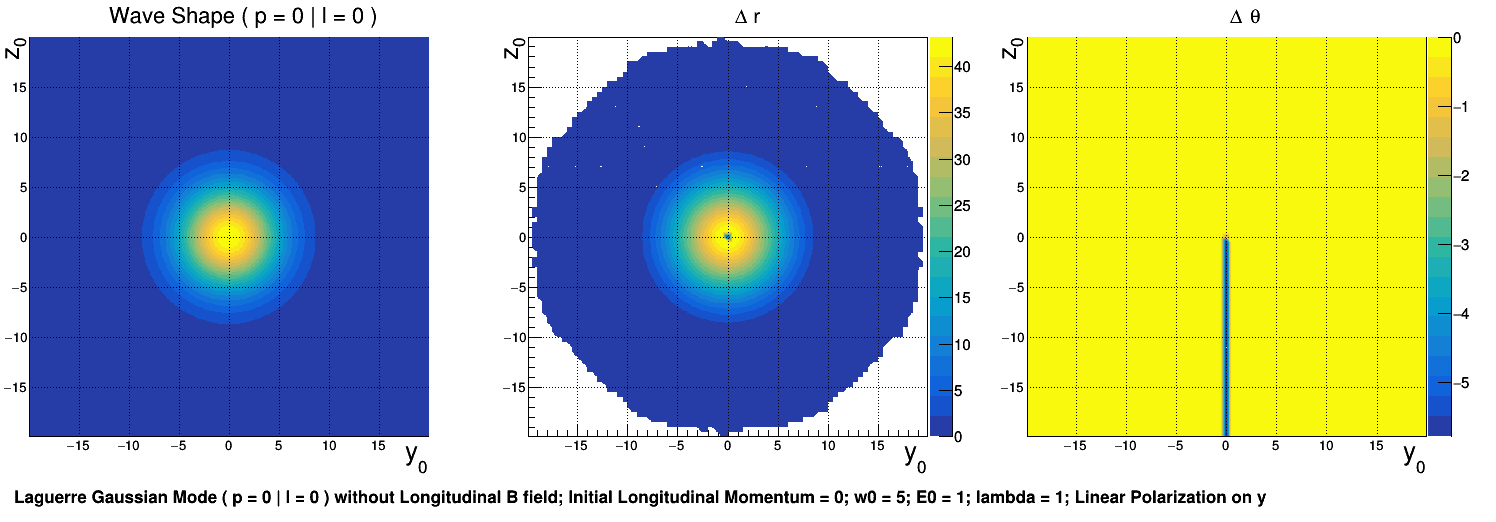 Wave Shape ( p = 0 | l = 0 )
Δ r
Δ θ
z0
15
10
5
0
−5
−10
−15
−15 −10 −5 0 5 10 15
y0
z0
15
10
5
0
−5
−10
−15
−15 −10 −5 0 5 10 15
y0
40
35
30
25
20
15
10
5
0
z0
15
10
5
0
−5
−10
−15
−15 −10 −5 0 5 10 15
y0
0
−1
−2
−3
−4
−5
Laguerre Gaussian Mode ( p = 0 | l = 0 ) without Longitudinal B field; Initial Longitudinal Momentum = 0; w0 = 5; E0 = 1; lambda = 1; Linear Polarization on y